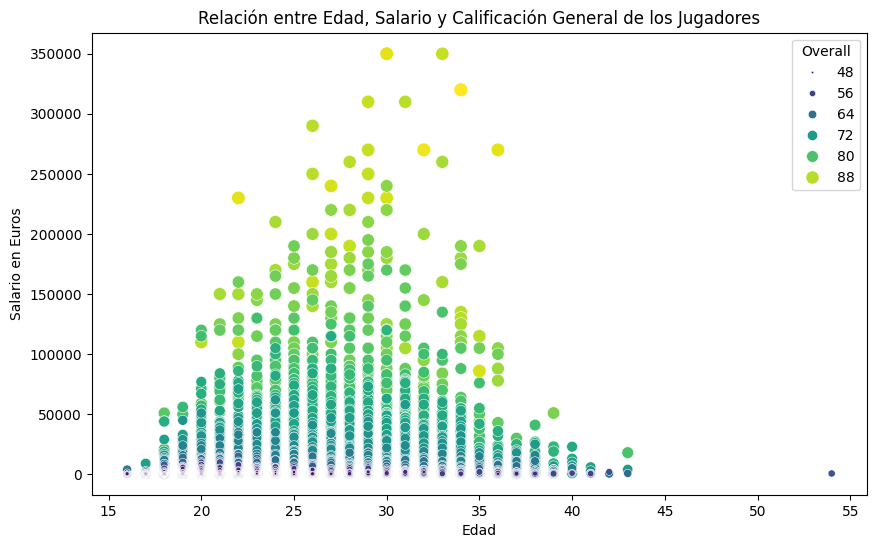 Relación entre Edad, Salario y Calificación General de los Jugadores
Overall
48
56
64
72
80
88
Salario en Euros
350000
300000
250000
200000
150000
100000
50000
0
15 20 25 30 35 40 45 50 55
Edad